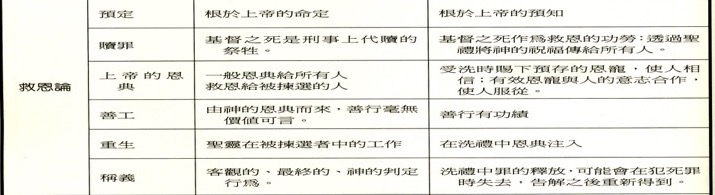 救恩論
預定
根於上帝的命定
根於上帝的預知
贖罪
基督之死是刑事上代贖的
祭牲。
基督之死作為救恩的功勞；透過聖
禮將神的祝福傳給所有人。
上帝的恩
典
一般恩典給所有人
救恩給被揀選的人
受洗時賜下預存的恩寵，使人相
信；有效恩寵與人的意志合作，
使人服從。
善工
由神的恩典而來，善行毫無
價值可言。
善行有功績
重生
聖靈在被揀選者中的工作
在洗禮中恩典注入
稱義
客觀的、最終的、神的判定
行為。
洗禮中罪的釋放，可能會在犯死罪
時失去，告解之後重新得到。